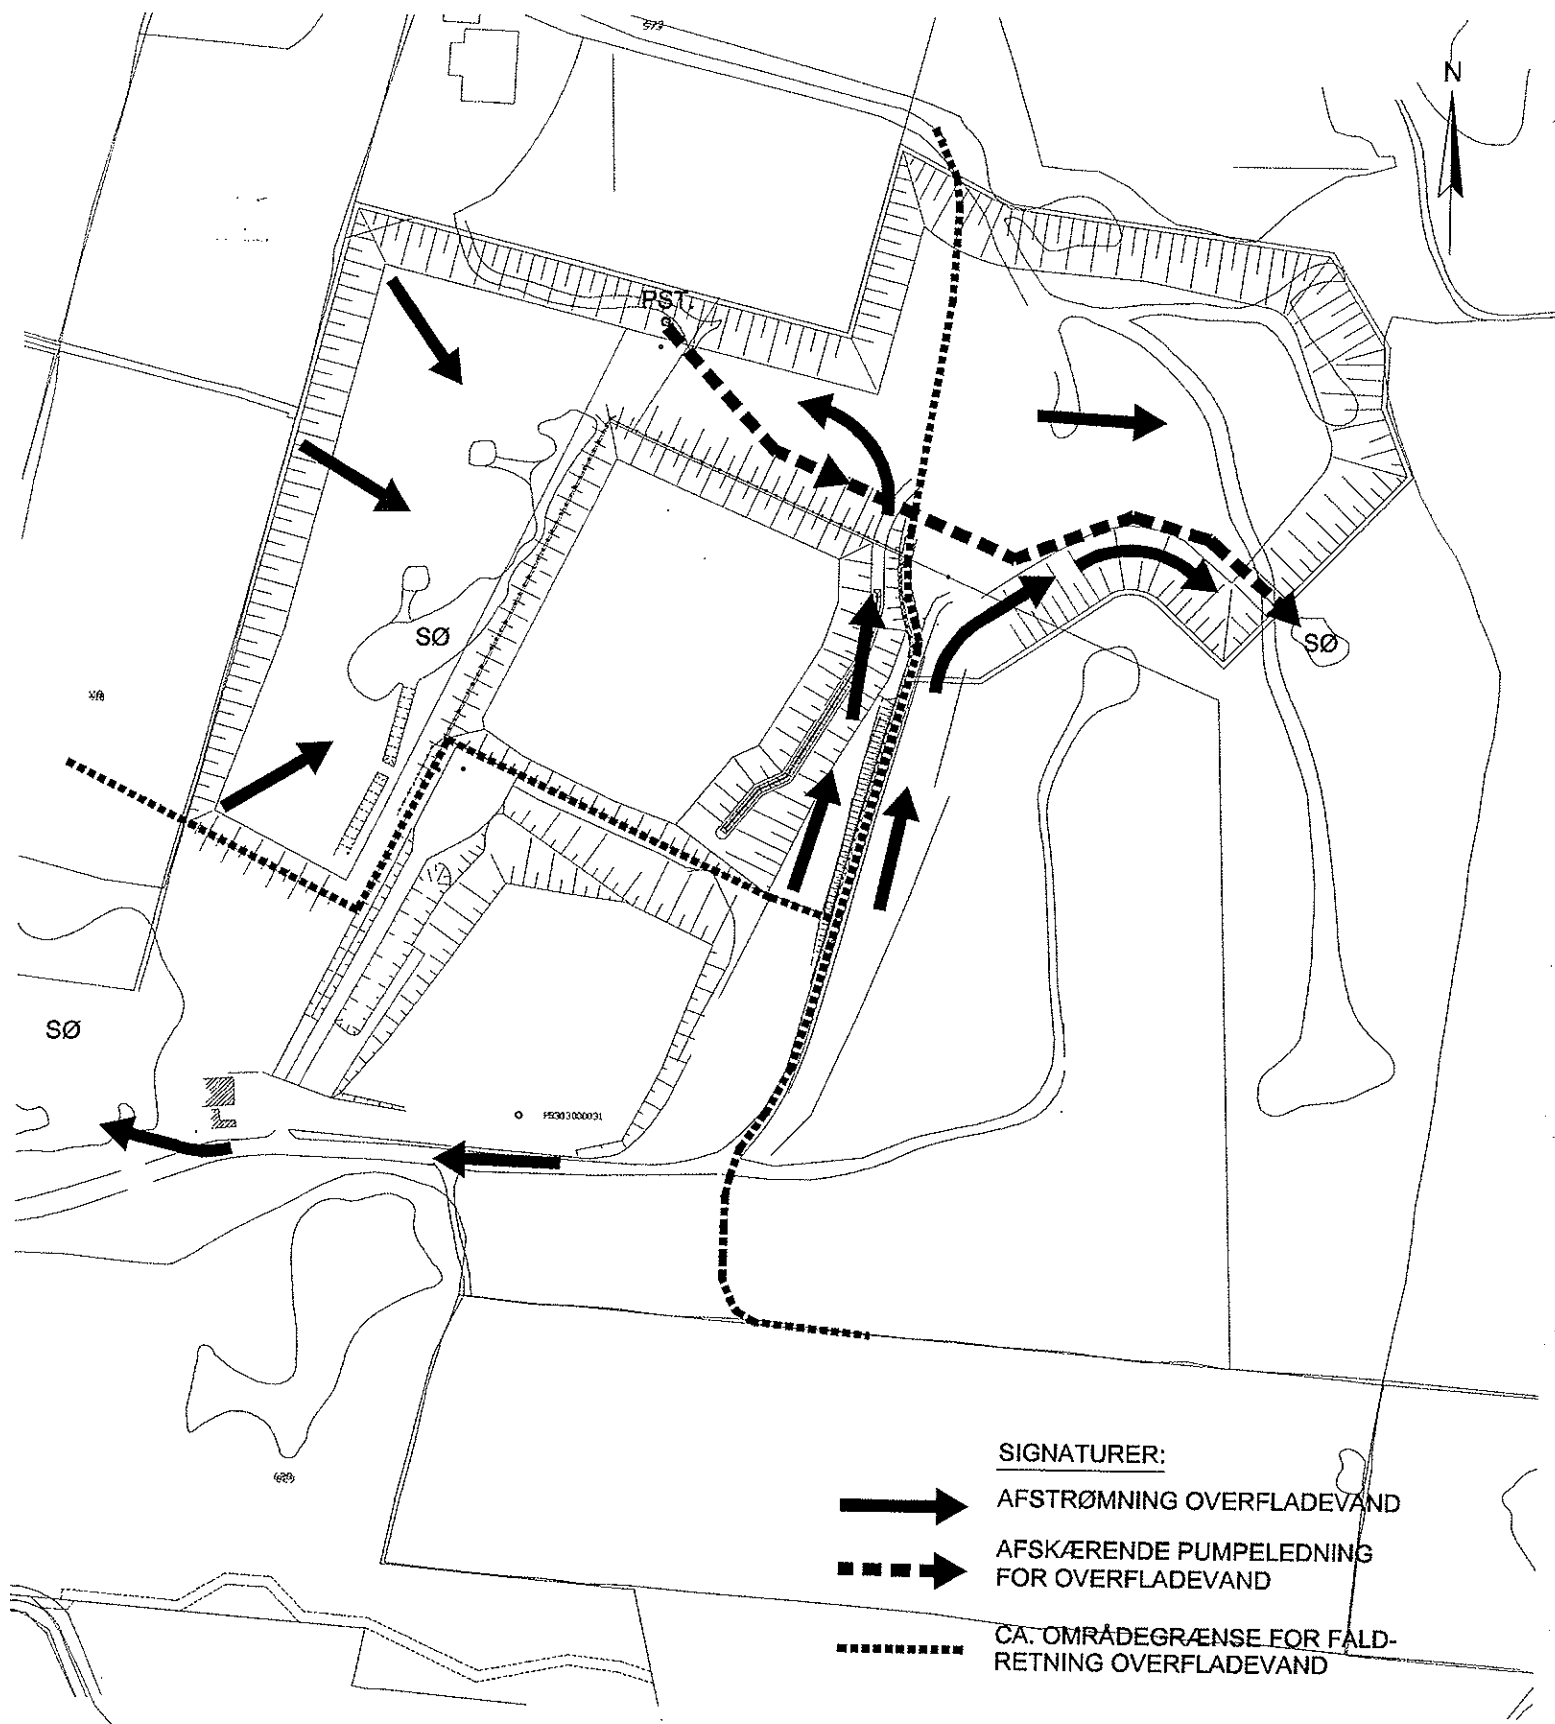 N
PST.
SØ
SØ
SØ
SIGNATURER:
AFSTRØMNING OVERFLADEVAND
AFSKÆRENDE PUMPELEDNING
FOR OVERFLADEVAND
CA. OMRÅDEGRÆNSE FOR FALD-
RETNING OVERFLADEVAND